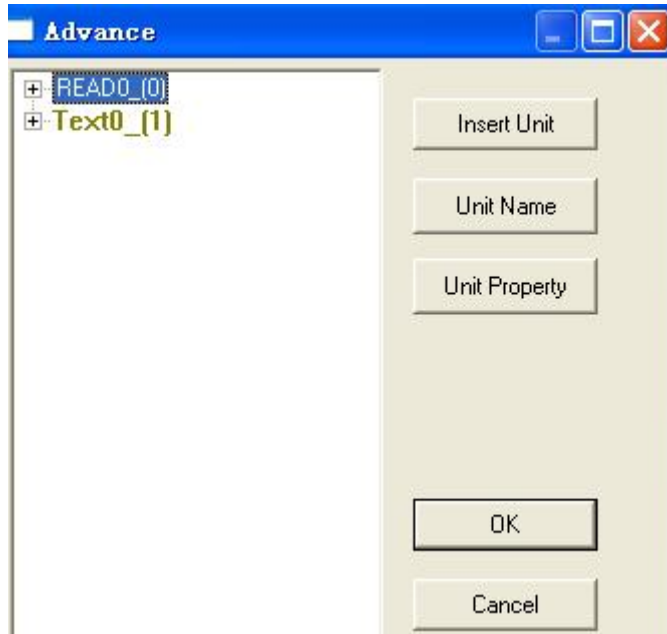 Advance
READ0_(0)
Text0_(1)
Insert Unit
Unit Name
Unit Property
OK
Cancel